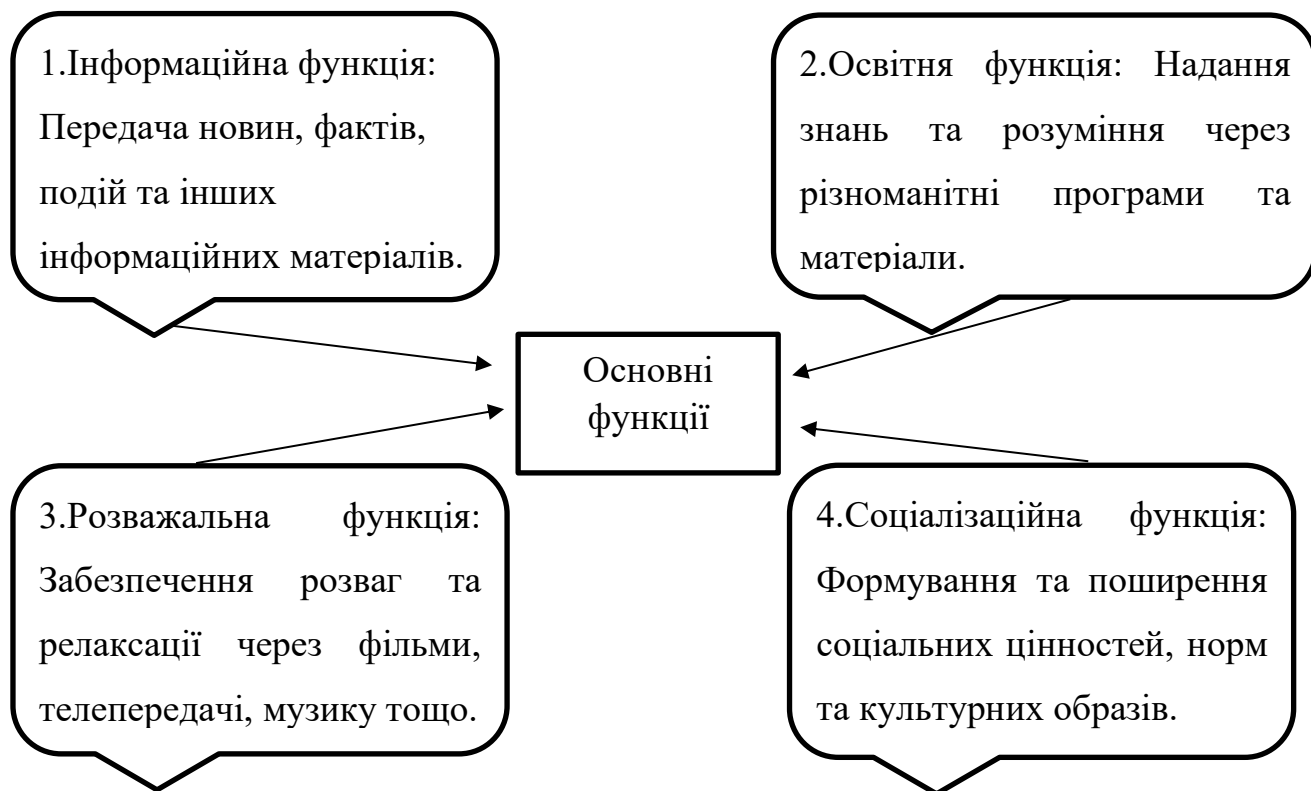 1.Інформаційна функція:
Передача новин, фактів,
подій та інших
інформаційних матеріалів.
2.Освітня функція: Надання
знань та розуміння через
різноманітні програми та
матеріали.
Основні
функції
3.Розважальна функція:
Забезпечення розваг та
релаксації через фільми,
телепередачі, музику тощо.
4.Соціалізаційна функція:
Формування та поширення
соціальних цінностей, норм
та культурних образів.